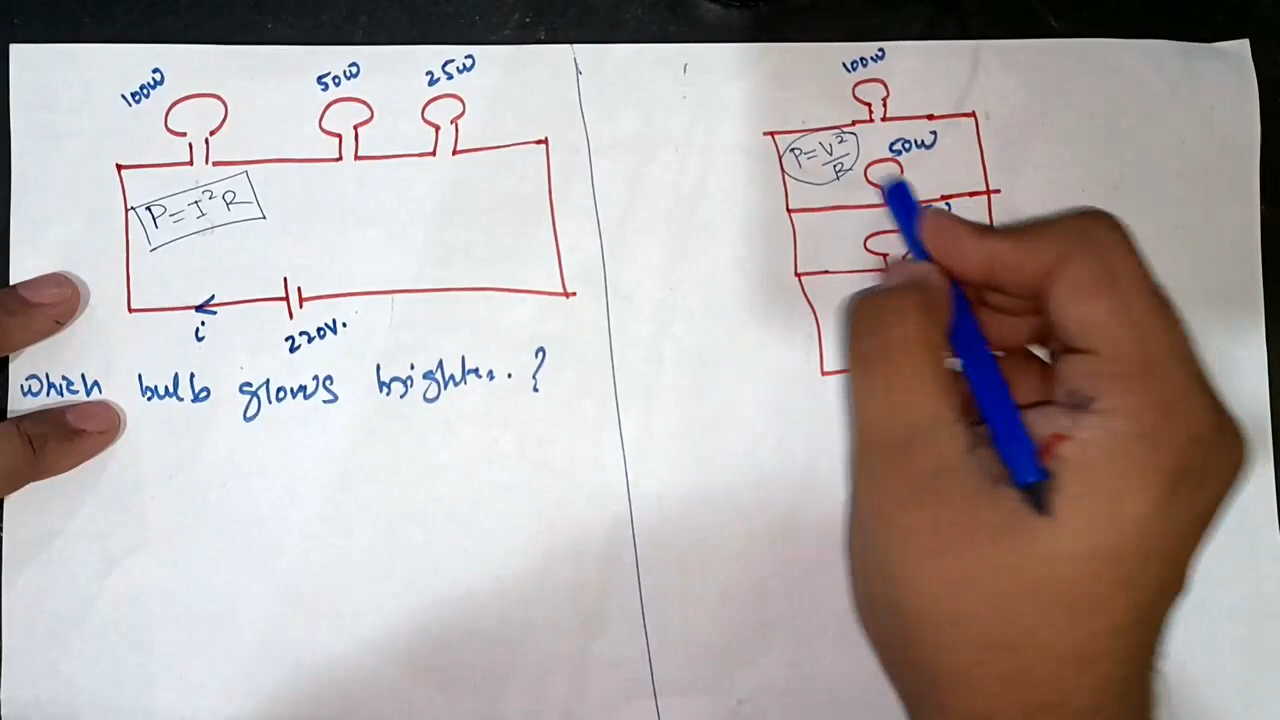 100W 50W 25W
P=I²R
i
220V.
which bulb glows brighter.?
100W
P=V²/R
50W